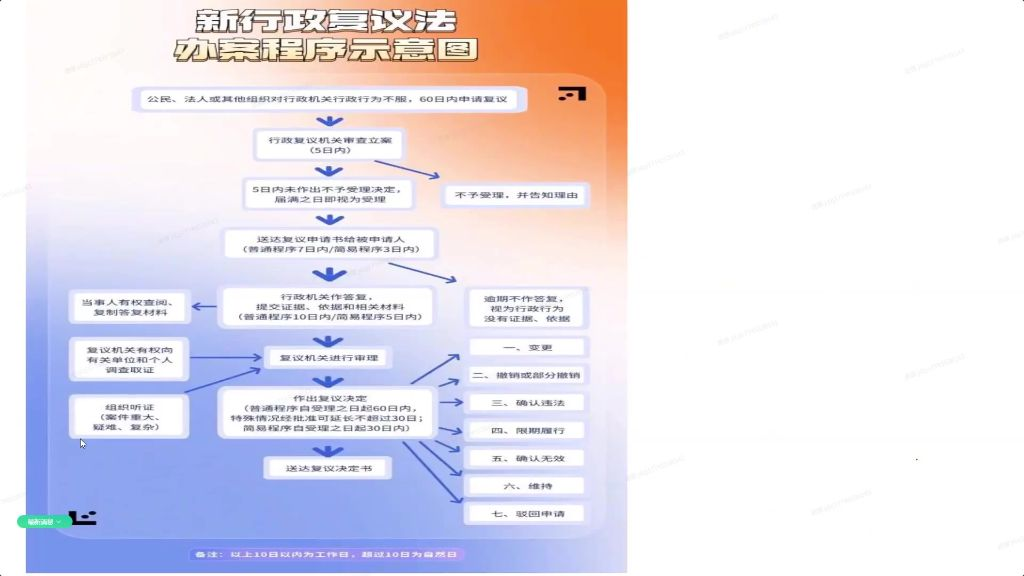 新行政复议法
办案程序示意图
公民、法人或其他组织对行政机关行政行为不服，60日内申请复议
行政复议机关审查立案
（5日内）
5日内未作出不予受理决定，
届满之日即视为受理
不予受理，并告知理由
送达复议申请书给被申请人
（普通程序7日内/简易程序3日内）
行政机关作答复，
提交证据、依据和相关材料
（普通程序10日内/简易程序5日内）
当事人有权查阅、
复制答复材料
逾期不作答复，
视为行政行为
没有证据、依据
复议机关有权向
有关单位和个人
调查取证
复议机关进行审理
组织听证
（案件重大、
疑难、复杂）
作出复议决定
（普通程序自受理之日起60日内，
特殊情况经批准可延长不超过30日；
简易程序自受理之日起30日内）
一、变更
二、撤销或部分撤销
三、确认违法
四、限期履行
五、确认无效
六、维持
七、驳回申请
送达复议决定书
最新消息
备注：以上10日以内为工作日，超过10日为自然日